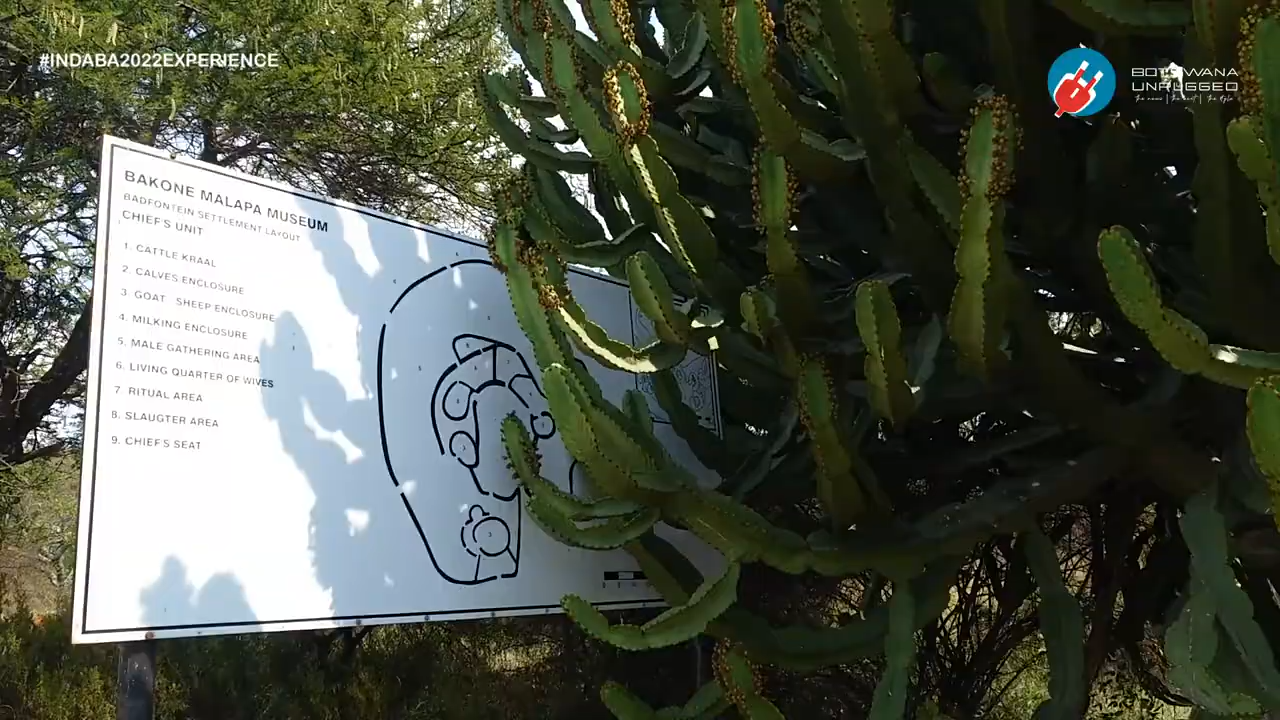 #INDABA2022EXPERIENCE
BOTSWANA
UNPLUGGED
BAKONE MALAPA MUSEUM
BADFONTEIN SETTLEMENT LAYOUT
CHIEF'S UNIT
1. CATTLE KRAAL
2. CALVES ENCLOSURE
3. GOAT SHEEP ENCLOSURE
4. MILKING ENCLOSURE
5. MALE GATHERING AREA
6. LIVING QUARTER OF WIVES
7 RITUAL AREA
8. SLAUGTER AREA
9. CHIEF'S SEAT